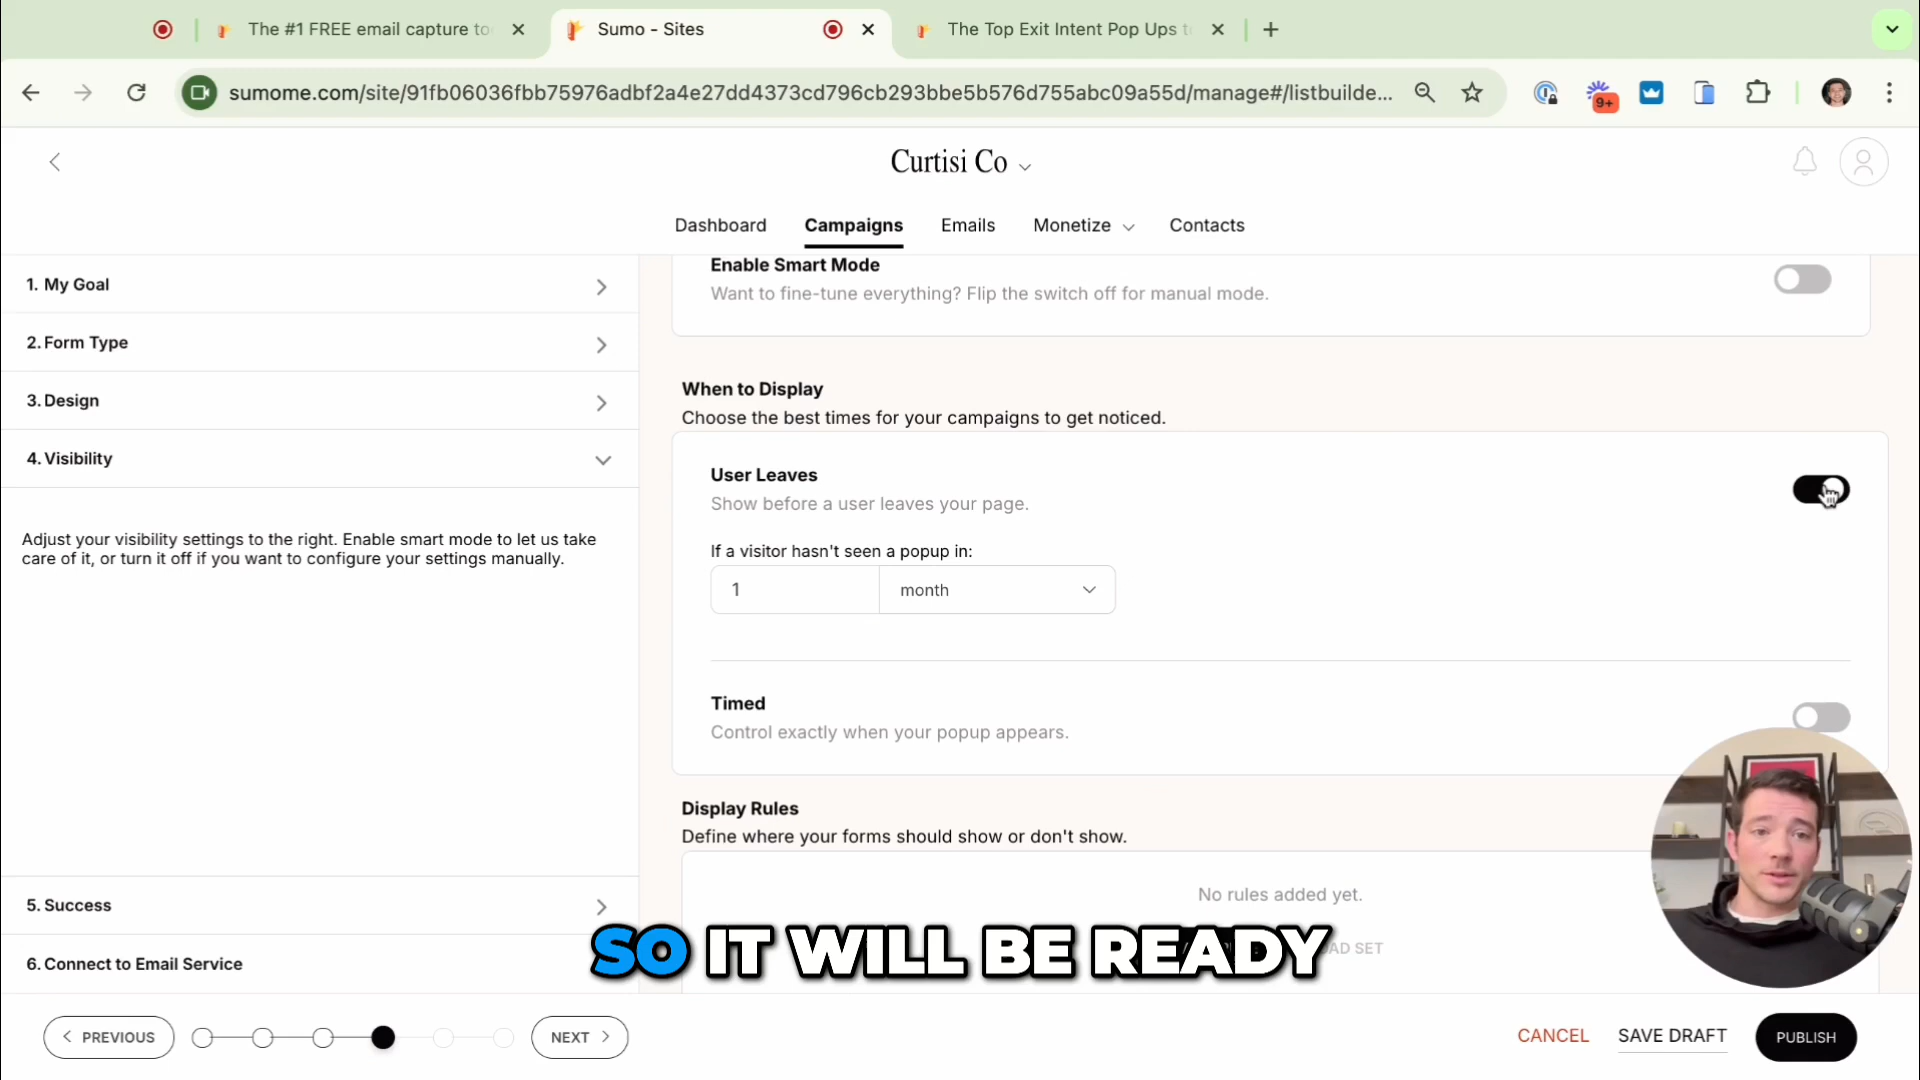 The #1 FREE email capture to
Sumo - Sites
The Top Exit Intent Pop Ups t
sumome.com/site/91fb06036fbb75976adbf2a4e27dd4373cd796cb293bbe5b576d755abc09a55d/manage#/listbuilde...
9+
Curtisi Co
Dashboard
Campaigns
Emails
Monetize
Contacts
1. My Goal
2. Form Type
3. Design
4. Visibility
Adjust your visibility settings to the right. Enable smart mode to let us take
care of it, or turn it off if you want to configure your settings manually.
5. Success
6. Connect to Email Service
Enable Smart Mode
Want to fine-tune everything? Flip the switch off for manual mode.
When to Display
Choose the best times for your campaigns to get noticed.
User Leaves
Show before a user leaves your page.
If a visitor hasn't seen a popup in:
1
month
Timed
Control exactly when your popup appears.
Display Rules
Define where your forms should show or don't show.
No rules added yet.
AD SET
SO IT WILL BE READY
PREVIOUS
NEXT
CANCEL
SAVE DRAFT
PUBLISH